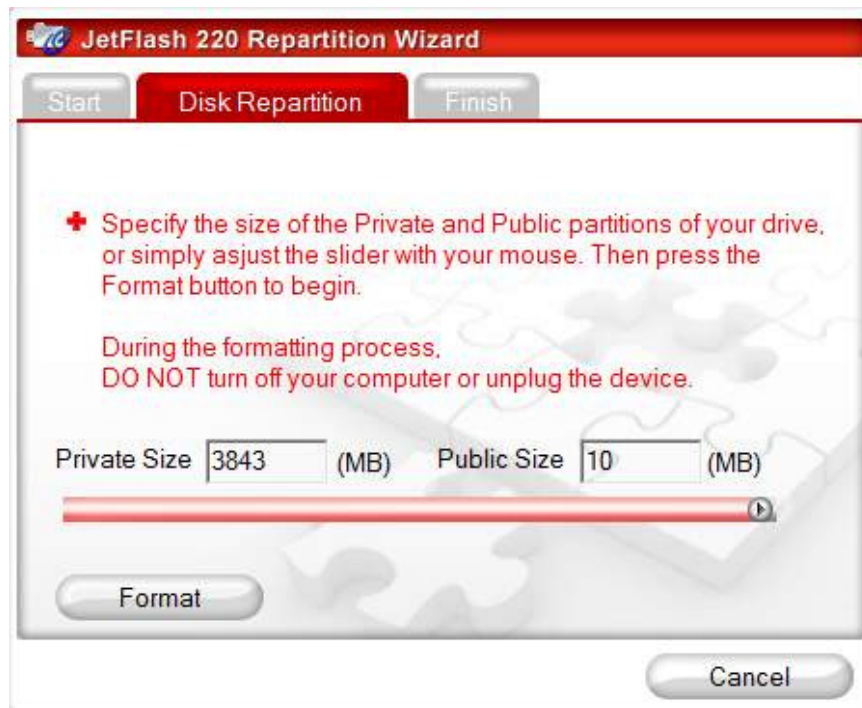 JetFlash 220 Repartition Wizard
Start Disk Repartition Finish
Specify the size of the Private and Public partitions of your drive,
or simply asjust the slider with your mouse. Then press the
Format button to begin.
During the formatting process,
DO NOT turn off your computer or unplug the device.
Private Size 3843 (MB) Public Size 10 (MB)
Format
Cancel